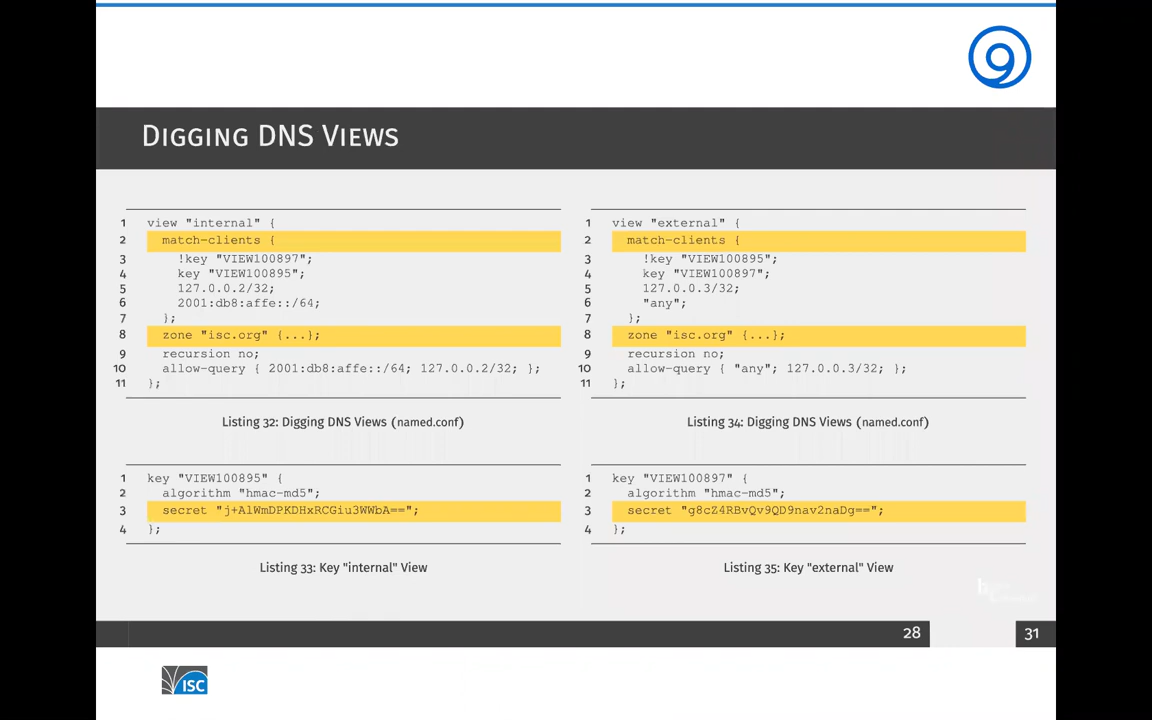 9
Digging DNS Views
1 view "internal" {
2 match-clients {
3 !key "VIEW100897";
4 key "VIEW100895";
5 127.0.0.2/32;
6 2001:db8:affe::/64;
7 };
8 zone "isc.org" {...};
9 recursion no;
10 allow-query { 2001:db8:affe::/64; 127.0.0.2/32; };
11 };
Listing 32: Digging DNS Views (named.conf)
1 key "VIEW100895" {
2 algorithm "hmac-md5";
3 secret "j+AlWmDPKDHxRCGiu3WWbA==";
4 };
Listing 33: Key "internal" View
1 view "external" {
2 match-clients {
3 !key "VIEW100895";
4 key "VIEW100897";
5 127.0.0.3/32;
6 "any";
7 };
8 zone "isc.org" {...};
9 recursion no;
10 allow-query { "any"; 127.0.0.3/32; };
11 };
Listing 34: Digging DNS Views (named.conf)
1 key "VIEW100897" {
2 algorithm "hmac-md5";
3 secret "g8cZ4RBvQv9QD9nav2naDg==";
4 };
Listing 35: Key "external" View
28
31
ISC